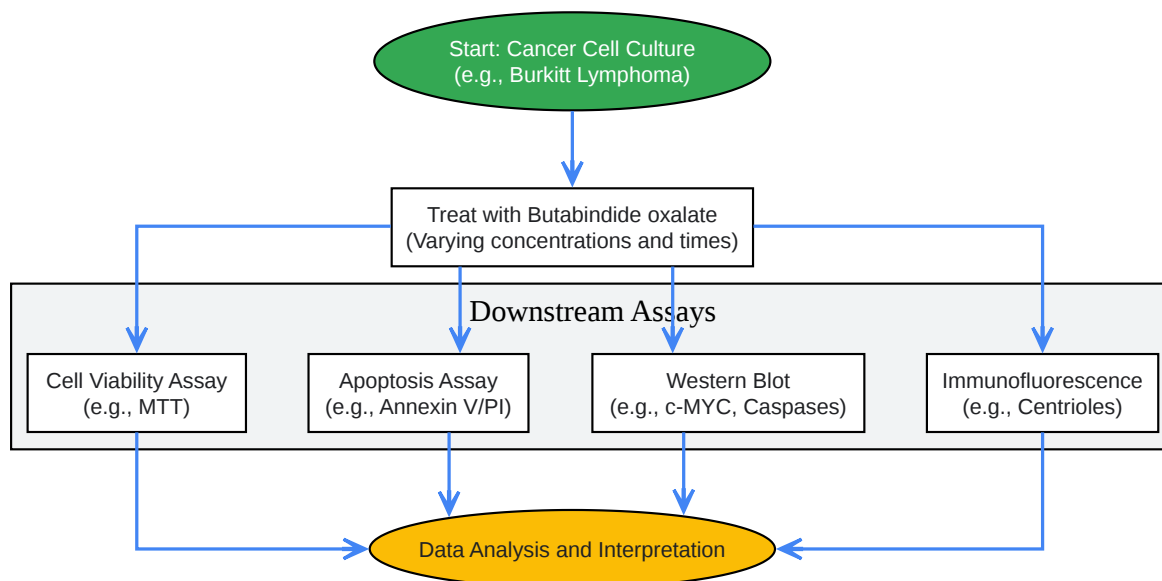 Start: Cancer Cell Culture
(e.g., Burkitt Lymphoma)
Treat with Butabindide oxalate
(Varying concentrations and times)
Downstream Assays
Cell Viability Assay
(e.g., MTT)
Apoptosis Assay
(e.g., Annexin V/PI)
Western Blot
(e.g., c-MYC, Caspases)
Immunofluorescence
(e.g., Centrioles)
Data Analysis and Interpretation